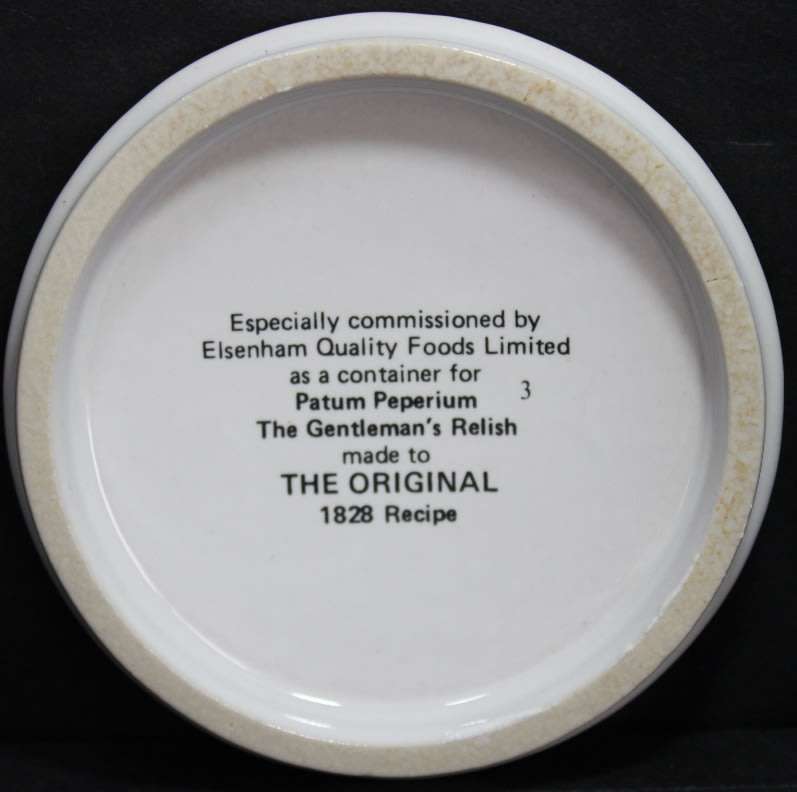 Especially commissioned by
Elsenham Quality Foods Limited
as a container for
Patum Peperium 3
The Gentleman's Relish
made to
THE ORIGINAL
1828 Recipe